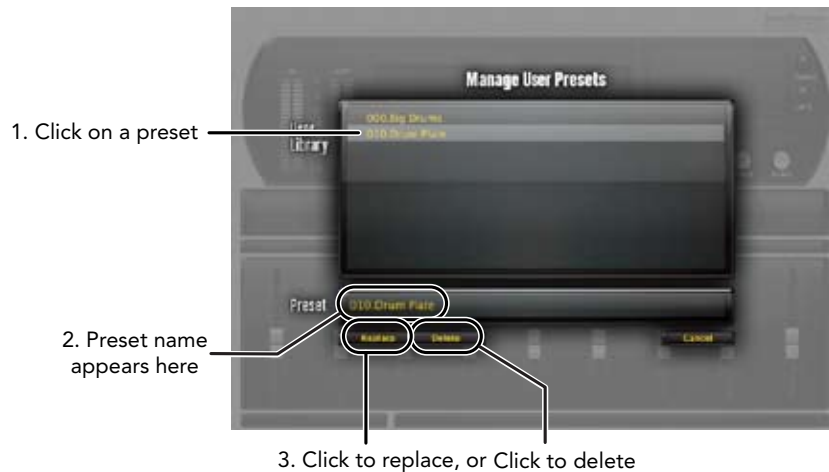 Manage User Presets
000.Big Drums
1. Click on a preset
010.Drum Plate
User
Library
Preset
010.Drum Plate
2. Preset name
appears here
Replace
Delete
Cancel
3. Click to replace, or Click to delete